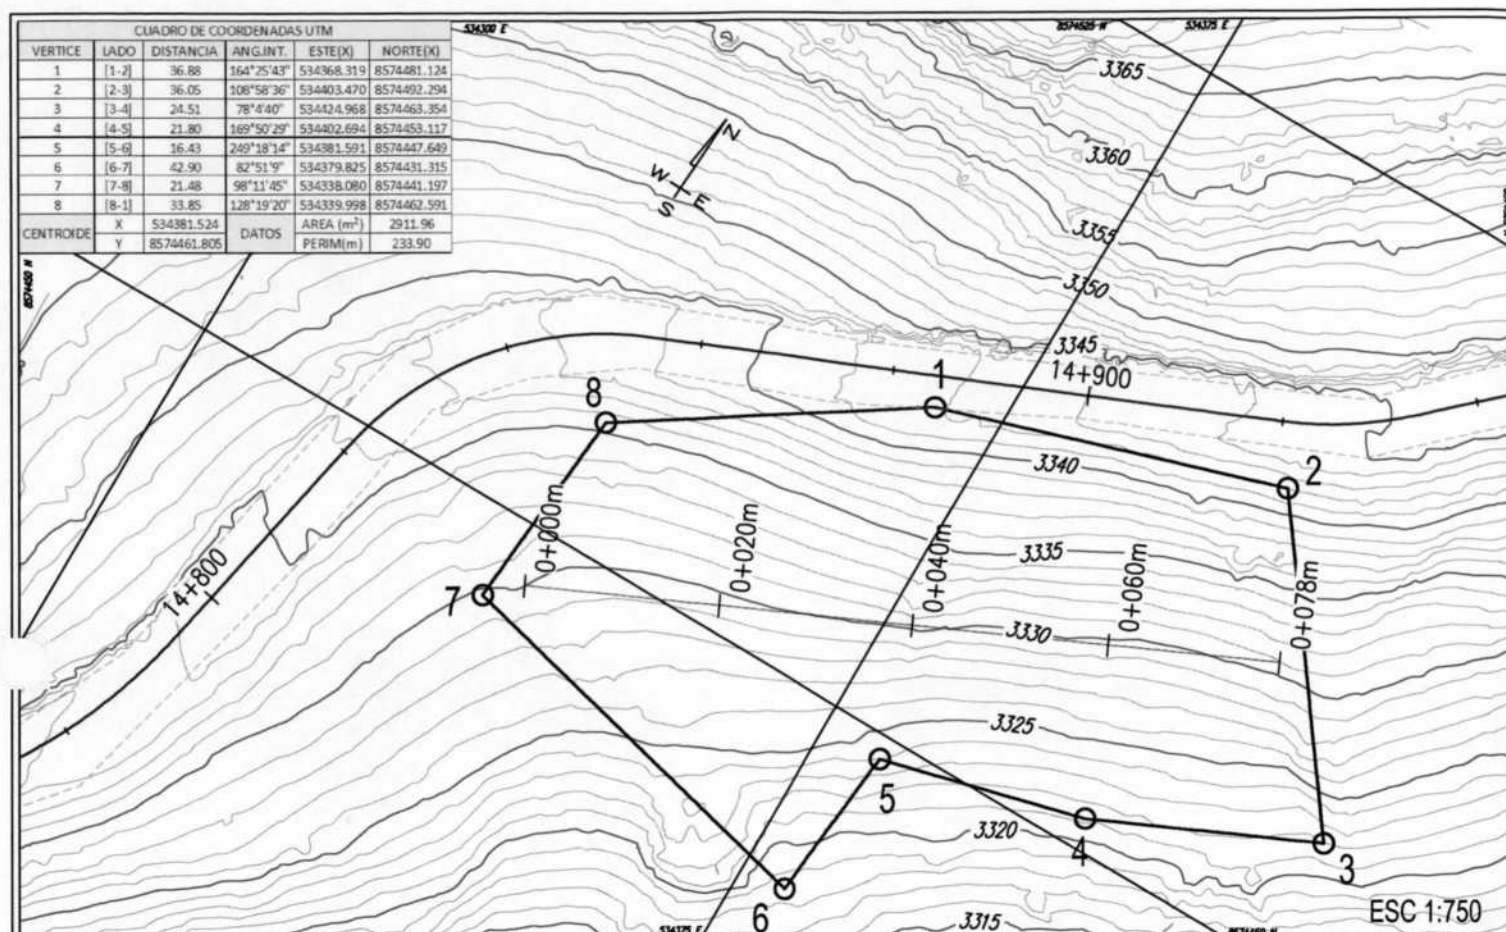 CUADRO DE COORDENADAS UTM
VERTICE LADO DISTANCIA ANG.INT. ESTE(X) NORTE(X)
1 [1-2] 36.88 164°25'43" 534368.319 8574481.124
2 [2-3] 36.05 108°58'36" 534403.470 8574492.294
3 [3-4] 24.51 78°4'40" 534424.968 8574463.354
4 [4-5] 21.80 169°50'29" 534402.694 8574453.117
5 [5-6] 16.43 249°18'14" 534381.591 8574447.649
6 [6-7] 42.90 82°51'9" 534379.825 8574431.315
7 [7-8] 21.48 98°11'45" 534338.080 8574441.197
8 [8-1] 33.85 128°19'20" 534339.998 8574462.591
CENTROIDE X 534381.524 DATOS AREA (m²) 2911.96
Y 8574461.805 PERIM(m) 233.90
534300 E
8574525 N
534375 E
3365
N
W
E
S
3360
3355
8574450 N
3350
3345
14+900
1
8
3340
2
0+000m
0+020m
0+040m
3335
0+060m
0+078m
14+800
7
3330
3325
5
3320
4
3
6
ESC 1:750
3315
534375 E
8574450 N